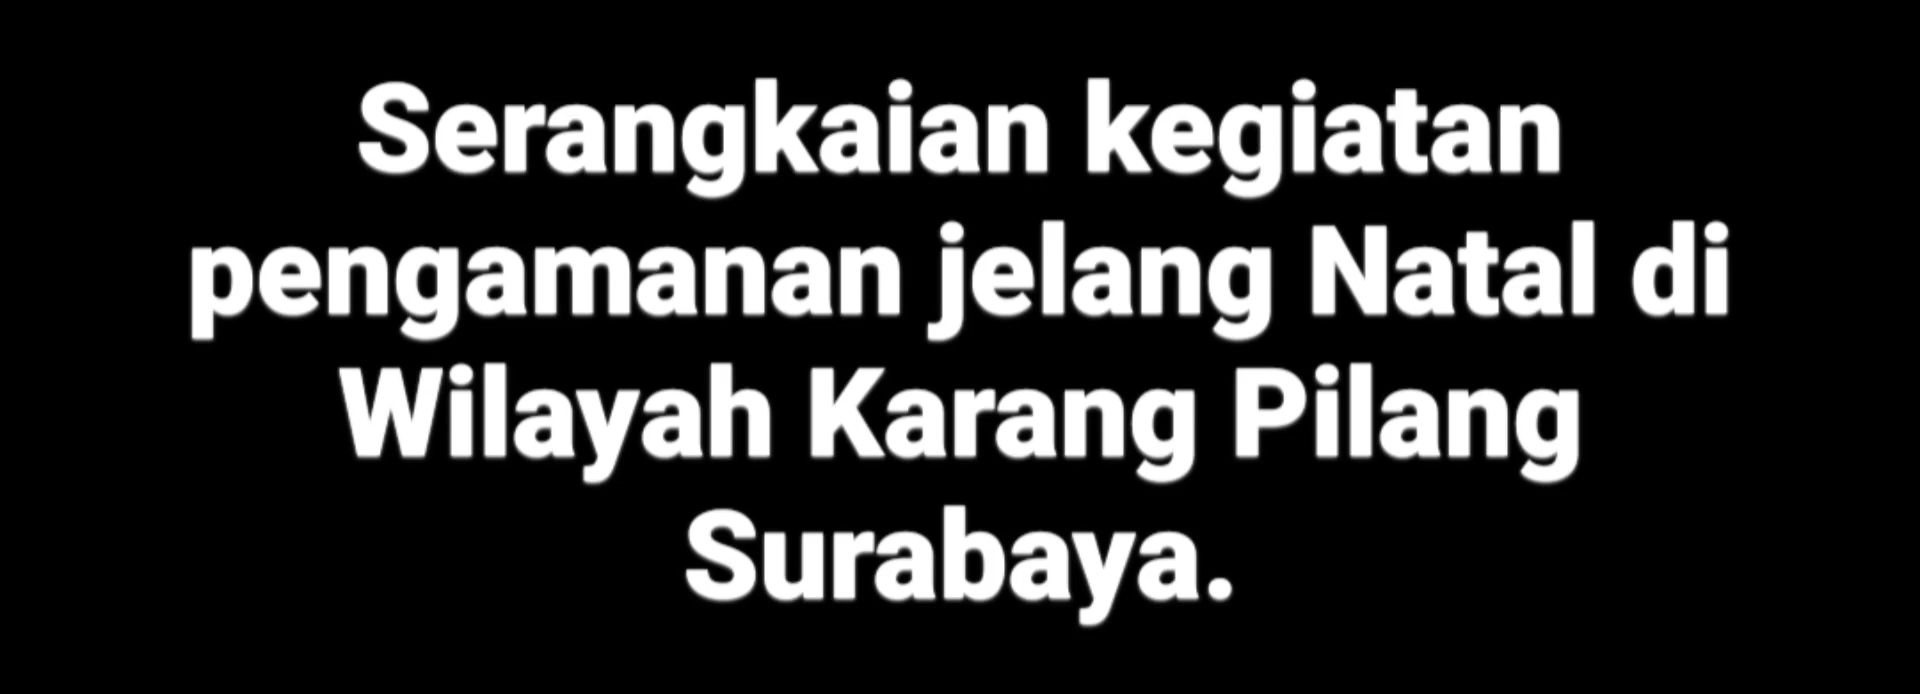 Serangkaian kegiatan
pengamanan jelang Natal di
Wilayah Karang Pilang
Surabaya.